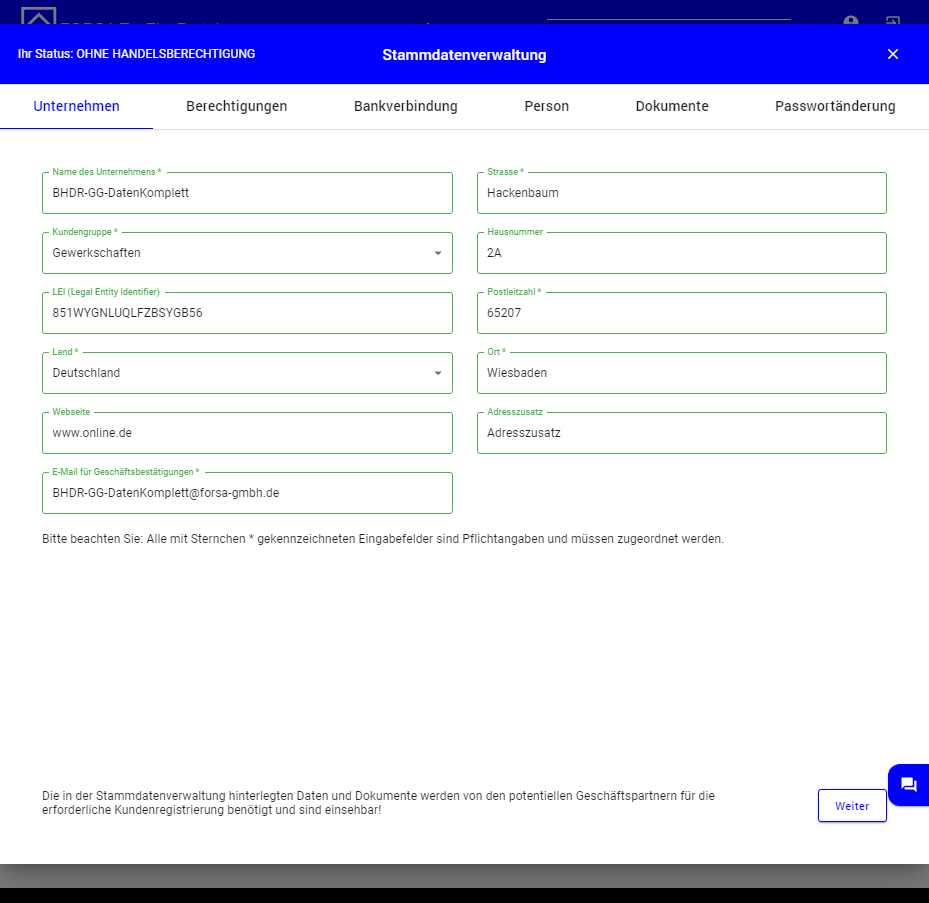 Ihr Status: OHNE HANDELSBERECHTIGUNG
Stammdatenverwaltung
Unternehmen
Berechtigungen
Bankverbindung
Person
Dokumente
Passwortänderung
Name des Unternehmens *
BHDR-GG-DatenKomplett
Strasse *
Hackenbaum
Kundengruppe *
Gewerkschaften
Hausnummer
2A
LEI (Legal Entity Identifier)
851WYGNLUQLFZBSYGB56
Postleitzahl *
65207
Land *
Deutschland
Ort *
Wiesbaden
Webseite
www.online.de
Adresszusatz
Adresszusatz
E-Mail für Geschäftsbestätigungen *
BHDR-GG-DatenKomplett@forsa-gmbh.de
Bitte beachten Sie: Alle mit Sternchen * gekennzeichneten Eingabefelder sind Pflichtangaben und müssen zugeordnet werden.
Die in der Stammdatenverwaltung hinterlegten Daten und Dokumente werden von den potentiellen Geschäftspartnern für die
erforderliche Kundenregistrierung benötigt und sind einsehbar!
Weiter